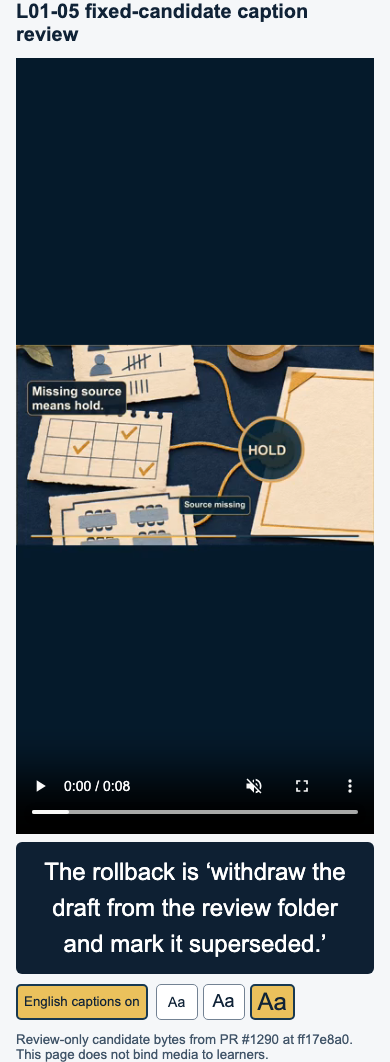 L01-05 fixed-candidate caption
review
Missing source
means hold.
HOLD
Source missing
0:00 / 0:08
The rollback is ‘withdraw the
draft from the review folder
and mark it superseded.’
English captions on
Aa
Aa
Aa
Review-only candidate bytes from PR #1290 at ff17e8a0.
This page does not bind media to learners.